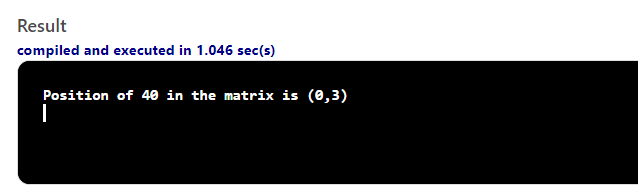 Result
compiled and executed in 1.046 sec(s)
Position of 40 in the matrix is (0,3)